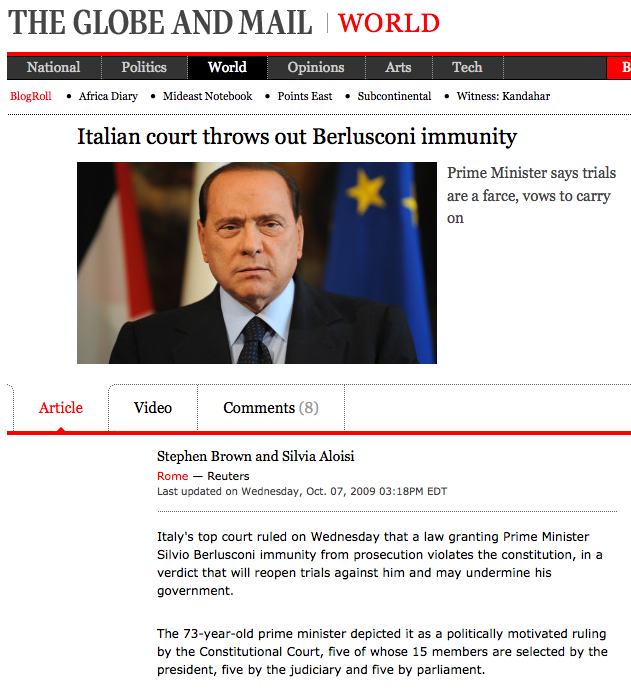 THE GLOBE AND MAIL | WORLD
National Politics World Opinions Arts Tech B
BlogRoll • Africa Diary • Mideast Notebook • Points East • Subcontinental • Witness: Kandahar
Italian court throws out Berlusconi immunity
Prime Minister says trials
are a farce, vows to carry
on
Article Video Comments (8)
Stephen Brown and Silvia Aloisi
Rome — Reuters
Last updated on Wednesday, Oct. 07, 2009 03:18PM EDT
Italy's top court ruled on Wednesday that a law granting Prime Minister
Silvio Berlusconi immunity from prosecution violates the constitution, in a
verdict that will reopen trials against him and may undermine his
government.
The 73-year-old prime minister depicted it as a politically motivated ruling
by the Constitutional Court, five of whose 15 members are selected by the
president, five by the judiciary and five by parliament.